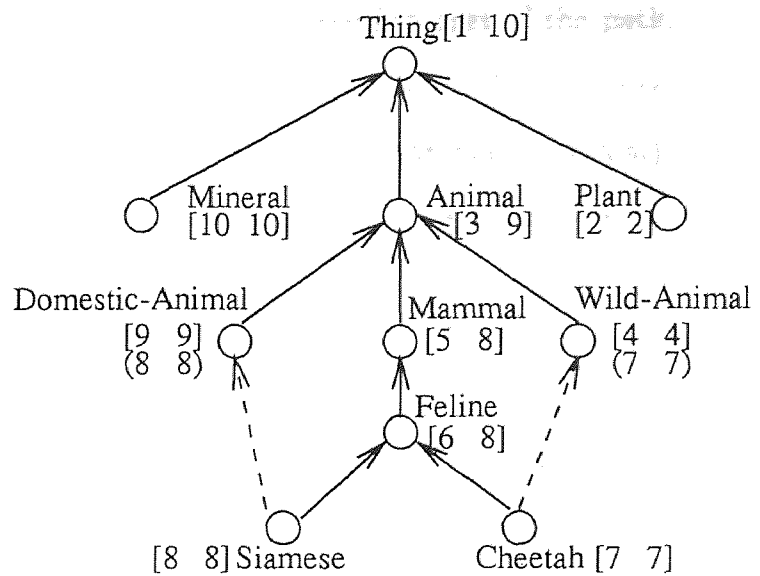 Thing[1 10]
Mineral
[10 10]
Animal
[3 9]
Plant
[2 2]
Domestic-Animal
[9 9]
(8 8)
Mammal
[5 8]
Wild-Animal
[4 4]
(7 7)
Feline
[6 8]
[8 8] Siamese
Cheetah [7 7]